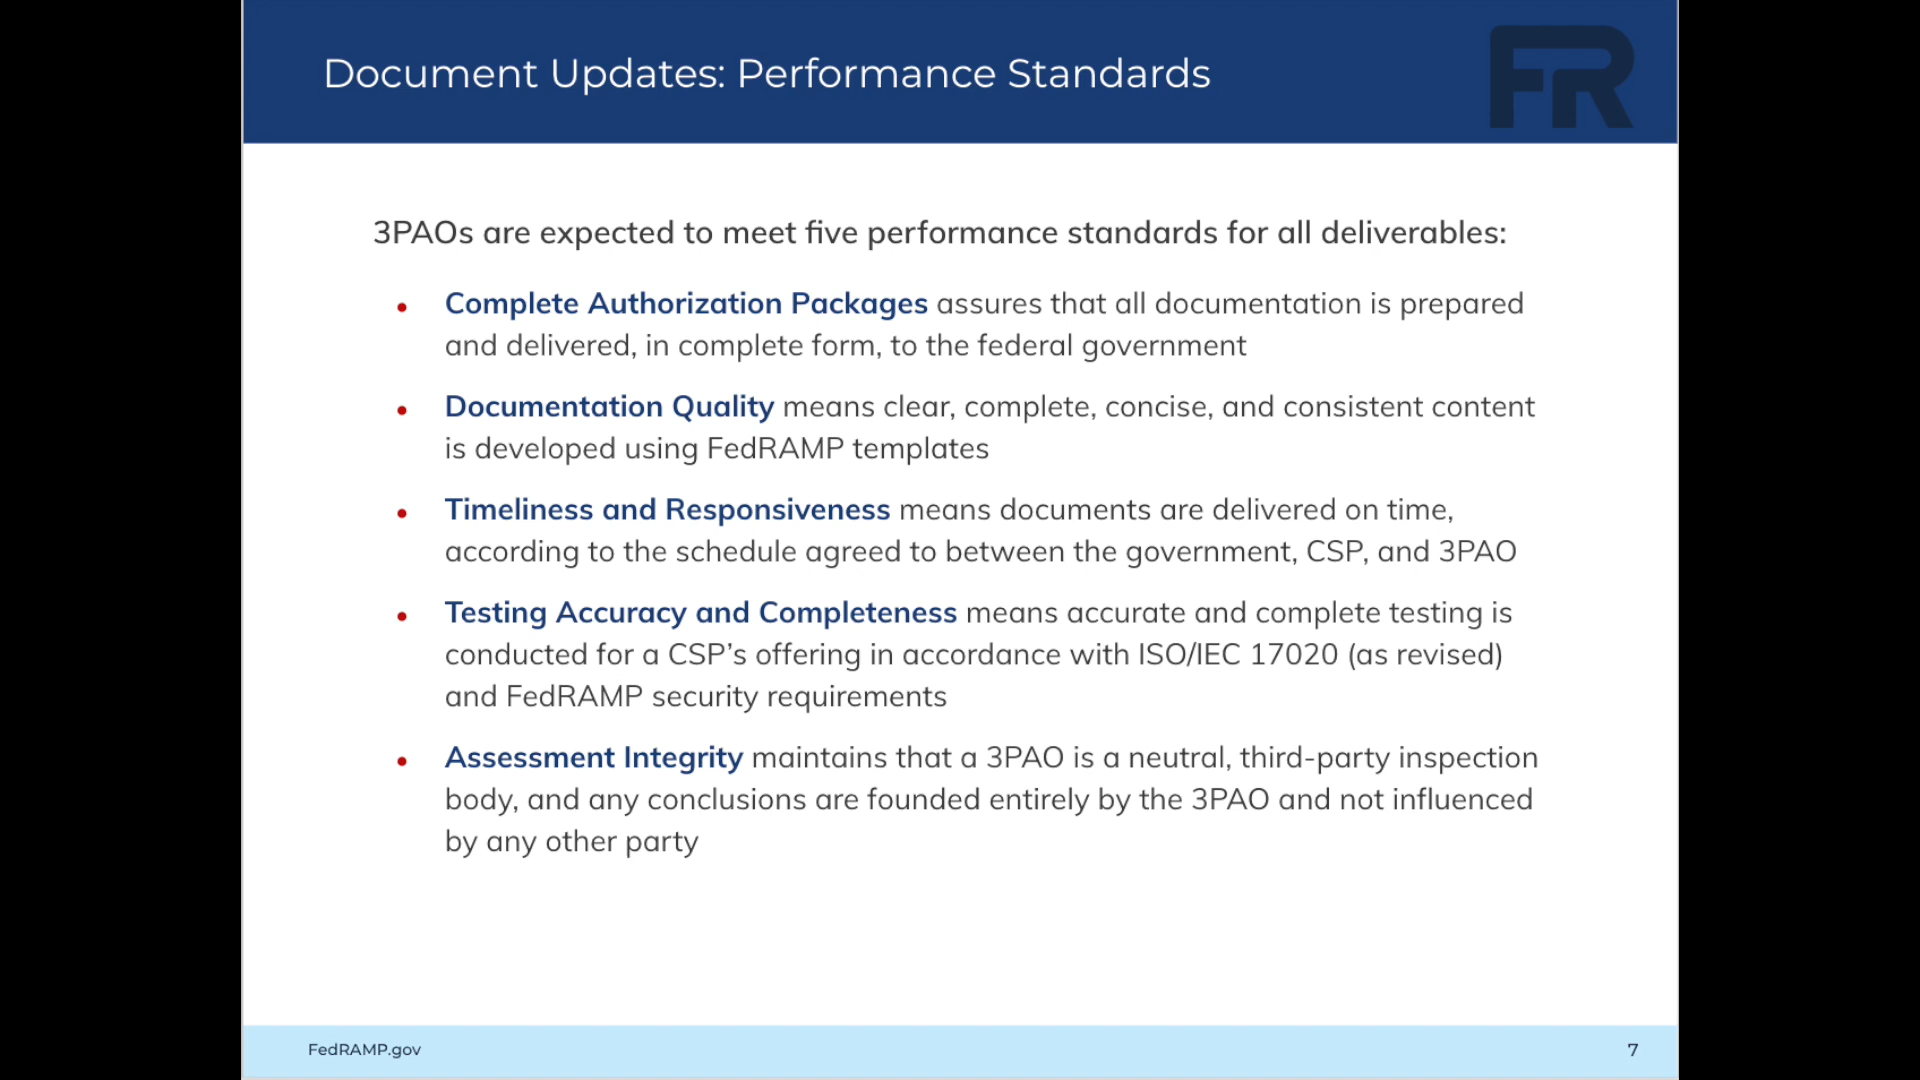 Document Updates: Performance Standards
FR
3PAOs are expected to meet five performance standards for all deliverables:
• Complete Authorization Packages assures that all documentation is prepared
and delivered, in complete form, to the federal government
• Documentation Quality means clear, complete, concise, and consistent content
is developed using FedRAMP templates
• Timeliness and Responsiveness means documents are delivered on time,
according to the schedule agreed to between the government, CSP, and 3PAO
• Testing Accuracy and Completeness means accurate and complete testing is
conducted for a CSP’s offering in accordance with ISO/IEC 17020 (as revised)
and FedRAMP security requirements
• Assessment Integrity maintains that a 3PAO is a neutral, third-party inspection
body, and any conclusions are founded entirely by the 3PAO and not influenced
by any other party
FedRAMP.gov
7